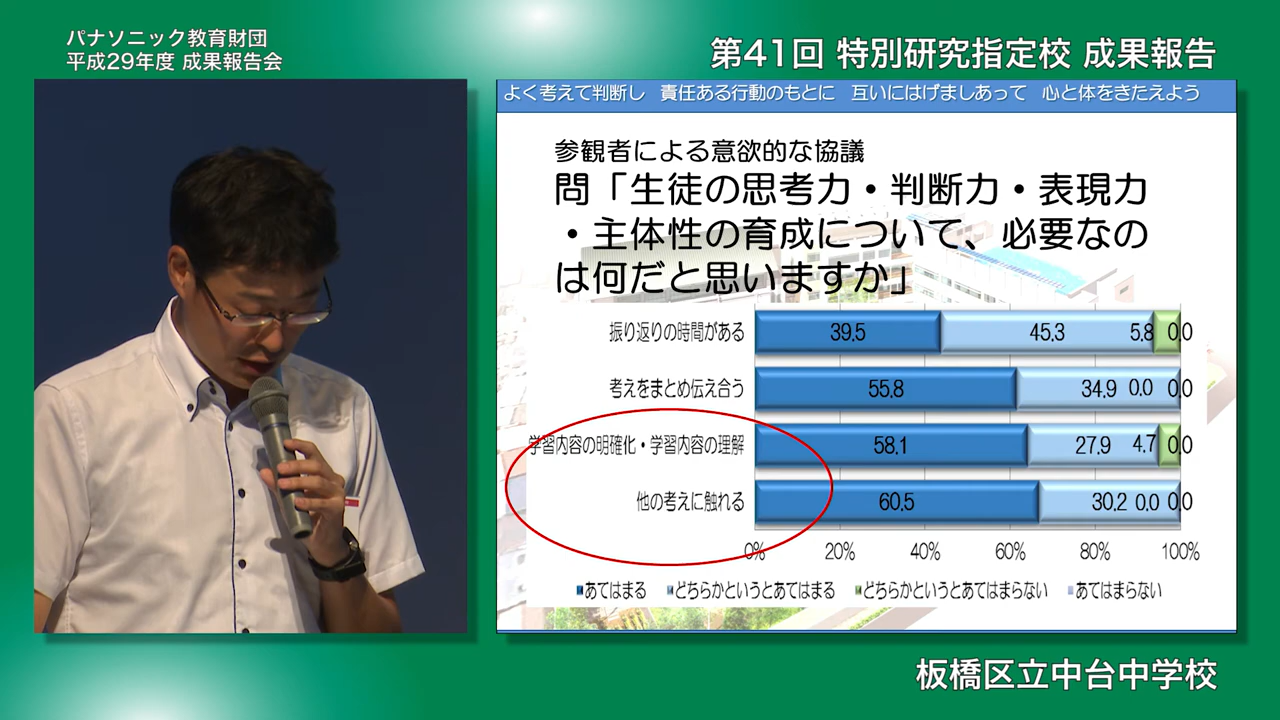 パナソニック教育財団
平成29年度 成果報告会
第41回 特別研究指定校 成果報告
よく考えて判断し 責任ある行動のもとに 互いにはげましあって 心と体をきたえよう
参観者による意欲的な協議
問「生徒の思考力・判断力・表現力
・主体性の育成について、必要なの
は何だと思いますか」
振り返りの時間がある 39.5 45.3 5.8 0.0
考えをまとめ伝え合う 55.8 34.9 0.0 0.0
学習内容の明確化・学習内容の理解 58.1 27.9 4.7 0.0
他の考えに触れる 60.5 30.2 0.0 0.0
0% 20% 40% 60% 80% 100%
あてはまる どちらかというとあてはまる どちらかというとあてはまらない あてはまらない
板橋区立中台中学校